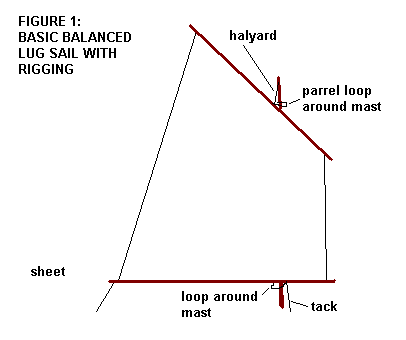 FIGURE 1:
BASIC BALANCED
LUG SAIL WITH
RIGGING
halyard
parrel loop
around mast
sheet
loop around
mast
tack